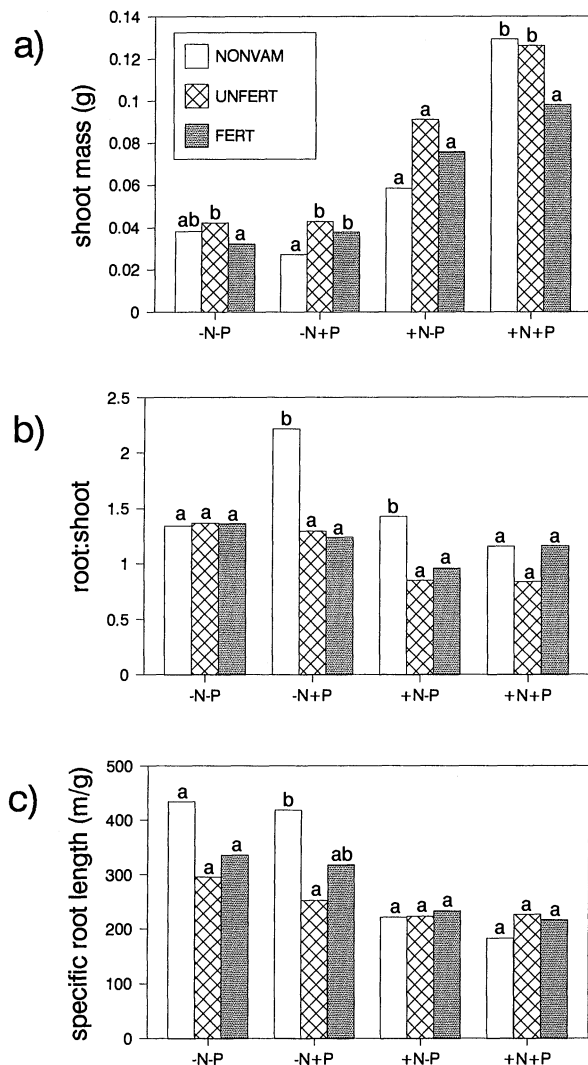 a)
shoot mass (g)
0.14
0.12
0.1
0.08
0.06
0.04
0.02
0
NONVAM
UNFERT
FERT
ab b a
a b b
a a a
b b a
-N-P -N+P +N-P +N+P
b)
root:shoot
2.5
2
1.5
1
0.5
0
a a a
b a a
b a a
a a a
-N-P -N+P +N-P +N+P
c)
specific root length (m/g)
500
400
300
200
100
0
a a a
b a ab
a a a
a a a
-N-P -N+P +N-P +N+P